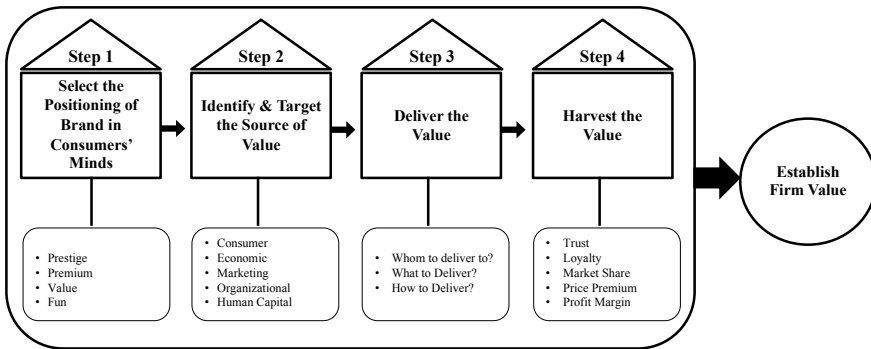 Step 1
Select the
Positioning of
Brand in
Consumers’
Minds
• Prestige
• Premium
• Value
• Fun
Step 2
Identify & Target
the Source of
Value
• Consumer
• Economic
• Marketing
• Organizational
• Human Capital
Step 3
Deliver the
Value
• Whom to deliver to?
• What to Deliver?
• How to Deliver?
Step 4
Harvest the
Value
• Trust
• Loyalty
• Market Share
• Price Premium
• Profit Margin
Establish
Firm Value